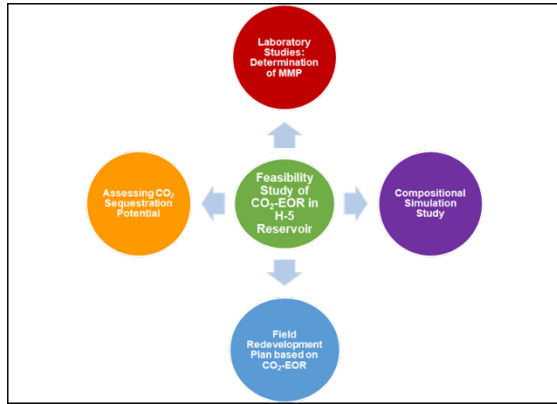 Laboratory
Studies:
Determination
of MMP
Assessing CO₂
Sequestration
Potential
Feasibility
Study of
CO₂-EOR in
H-5
Reservoir
Compositional
Simulation
Study
Field
Redevelopment
Plan based on
CO₂-EOR